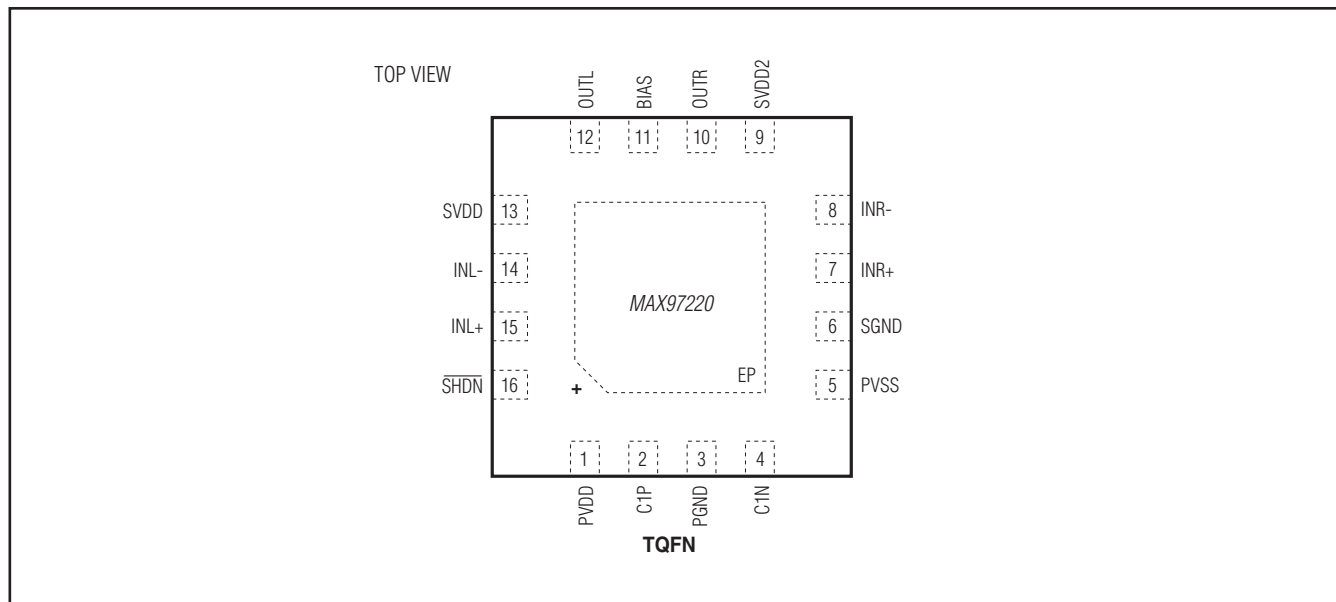 TOP VIEW
OUTL
BIAS
OUTR
SVDD2
12
11
10
9
SVDD
13
8
INR-
INL-
14
7
INR+
MAX97220
INL+
15
6
SGND
SHDN
16
+
EP
5
PVSS
1
2
3
4
PVDD
C1P
PGND
C1N
TQFN